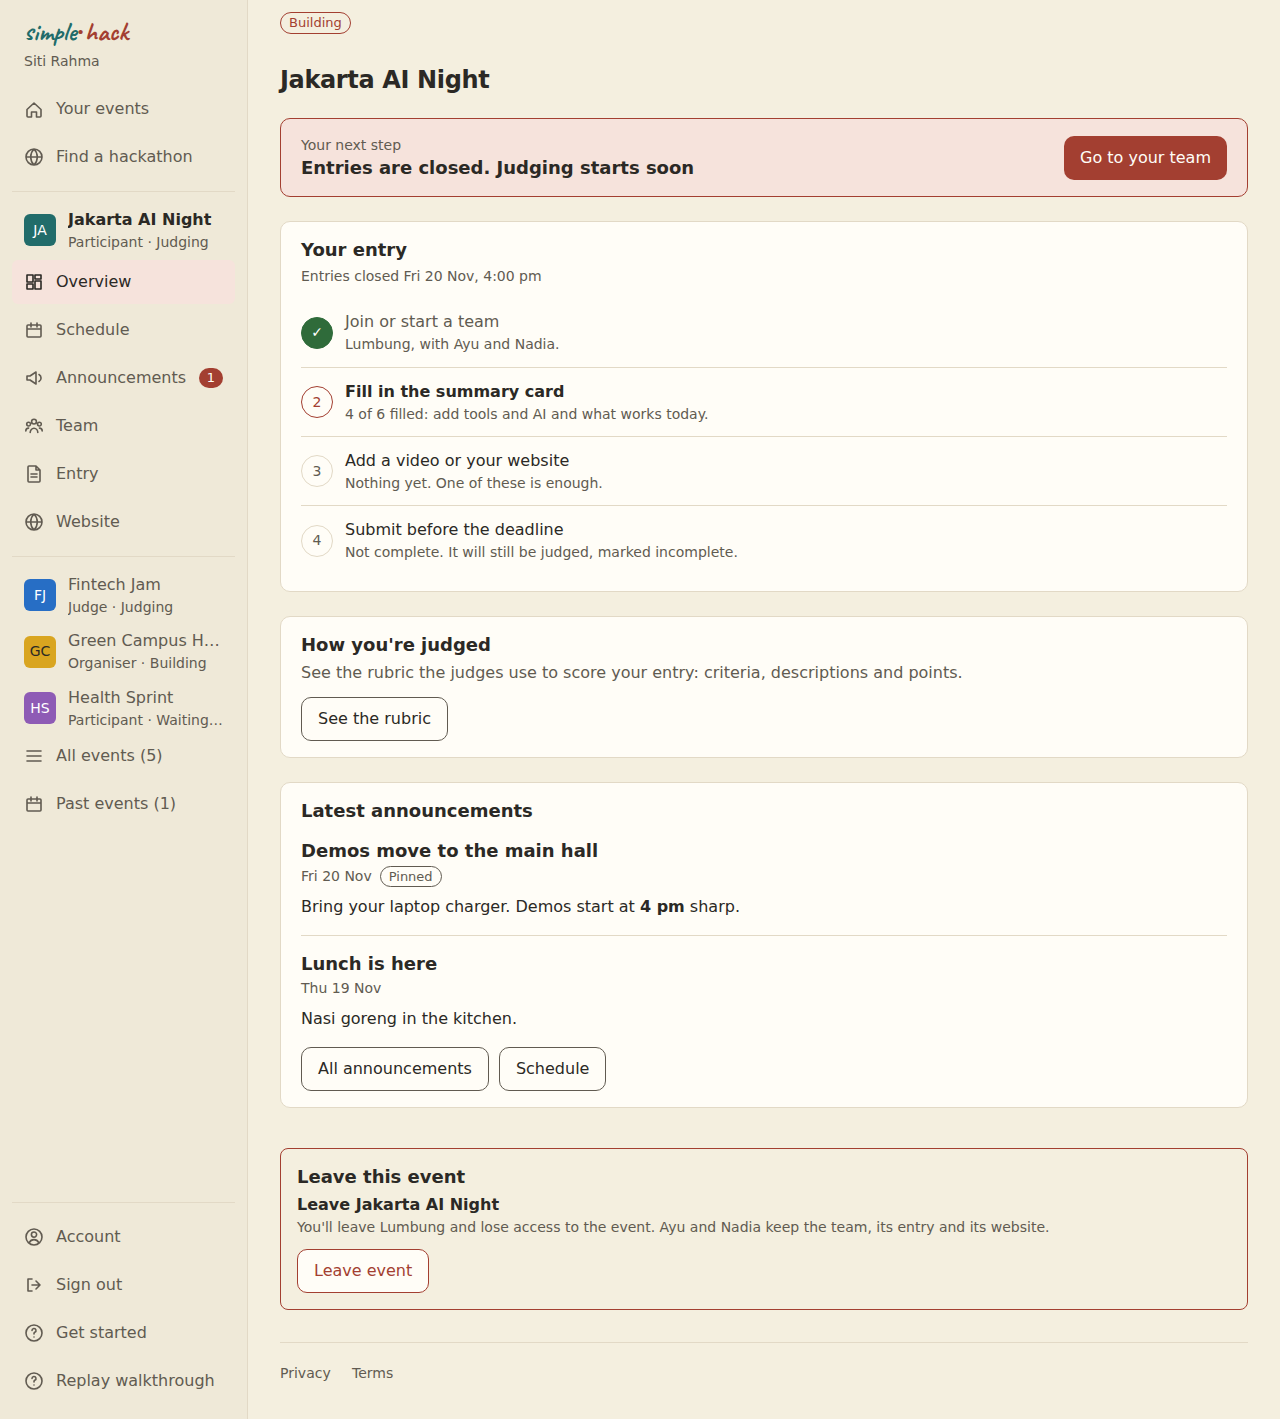 simple·hack
Siti Rahma
Your events
Find a hackathon
JA
Jakarta AI Night
Participant · Judging
Overview
Schedule
Announcements 1
Team
Entry
Website
FJ
Fintech Jam
Judge · Judging
GC
Green Campus H…
Organiser · Building
HS
Health Sprint
Participant · Waiting…
All events (5)
Past events (1)
Account
Sign out
Get started
Replay walkthrough
Building
Jakarta AI Night
Your next step
Entries are closed. Judging starts soon
Go to your team
Your entry
Entries closed Fri 20 Nov, 4:00 pm
✓
Join or start a team
Lumbung, with Ayu and Nadia.
2
Fill in the summary card
4 of 6 filled: add tools and AI and what works today.
3
Add a video or your website
Nothing yet. One of these is enough.
4
Submit before the deadline
Not complete. It will still be judged, marked incomplete.
How you're judged
See the rubric the judges use to score your entry: criteria, descriptions and points.
See the rubric
Latest announcements
Demos move to the main hall
Fri 20 Nov Pinned
Bring your laptop charger. Demos start at 4 pm sharp.
Lunch is here
Thu 19 Nov
Nasi goreng in the kitchen.
All announcements Schedule
Leave this event
Leave Jakarta AI Night
You'll leave Lumbung and lose access to the event. Ayu and Nadia keep the team, its entry and its website.
Leave event
Privacy Terms